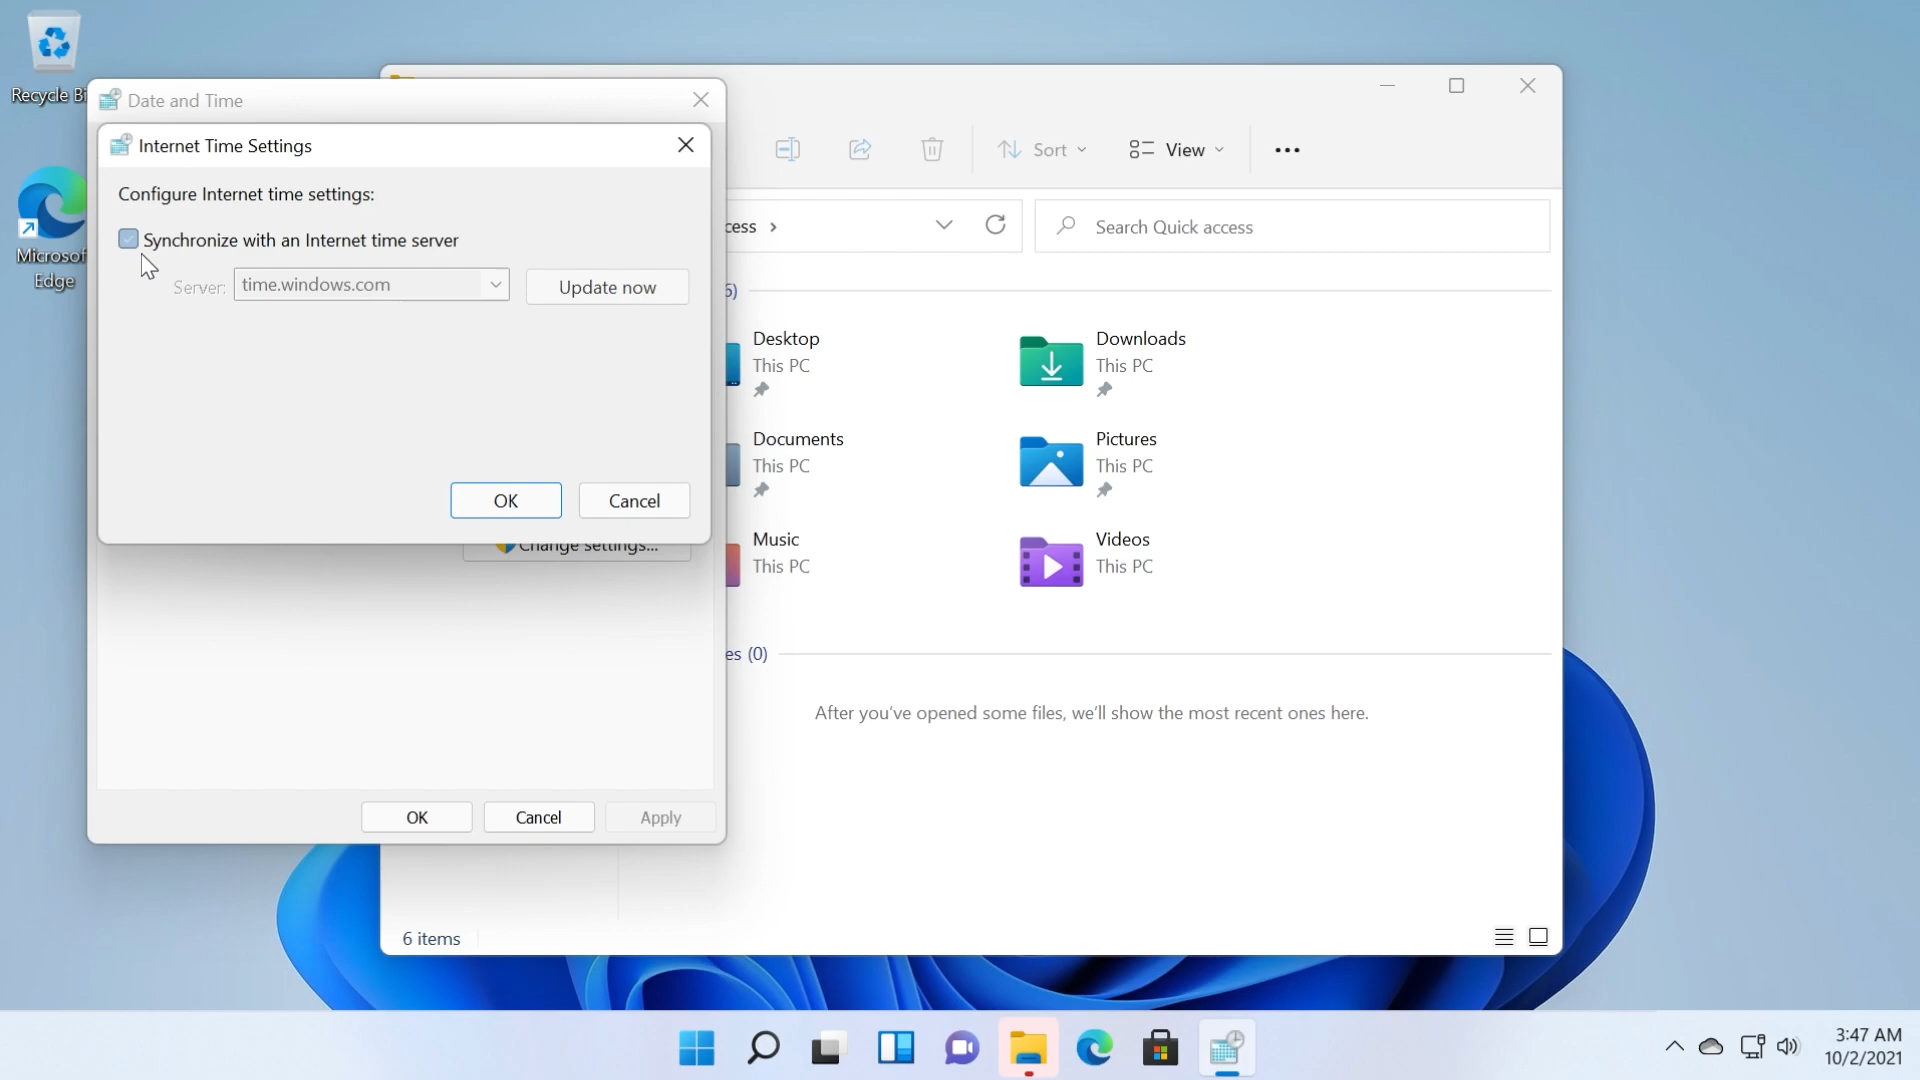 Recycle Bi
Microsof
Edge
Date and Time
Internet Time Settings
Configure Internet time settings:
Synchronize with an Internet time server
Server:
time.windows.com
Update now
OK
Cancel
Change settings...
OK
Cancel
Apply
Sort
View
cess
Search Quick access
6)
Desktop
This PC
Downloads
This PC
Documents
This PC
Pictures
This PC
Music
This PC
Videos
This PC
es (0)
After you've opened some files, we'll show the most recent ones here.
6 items
3:47 AM
10/2/2021